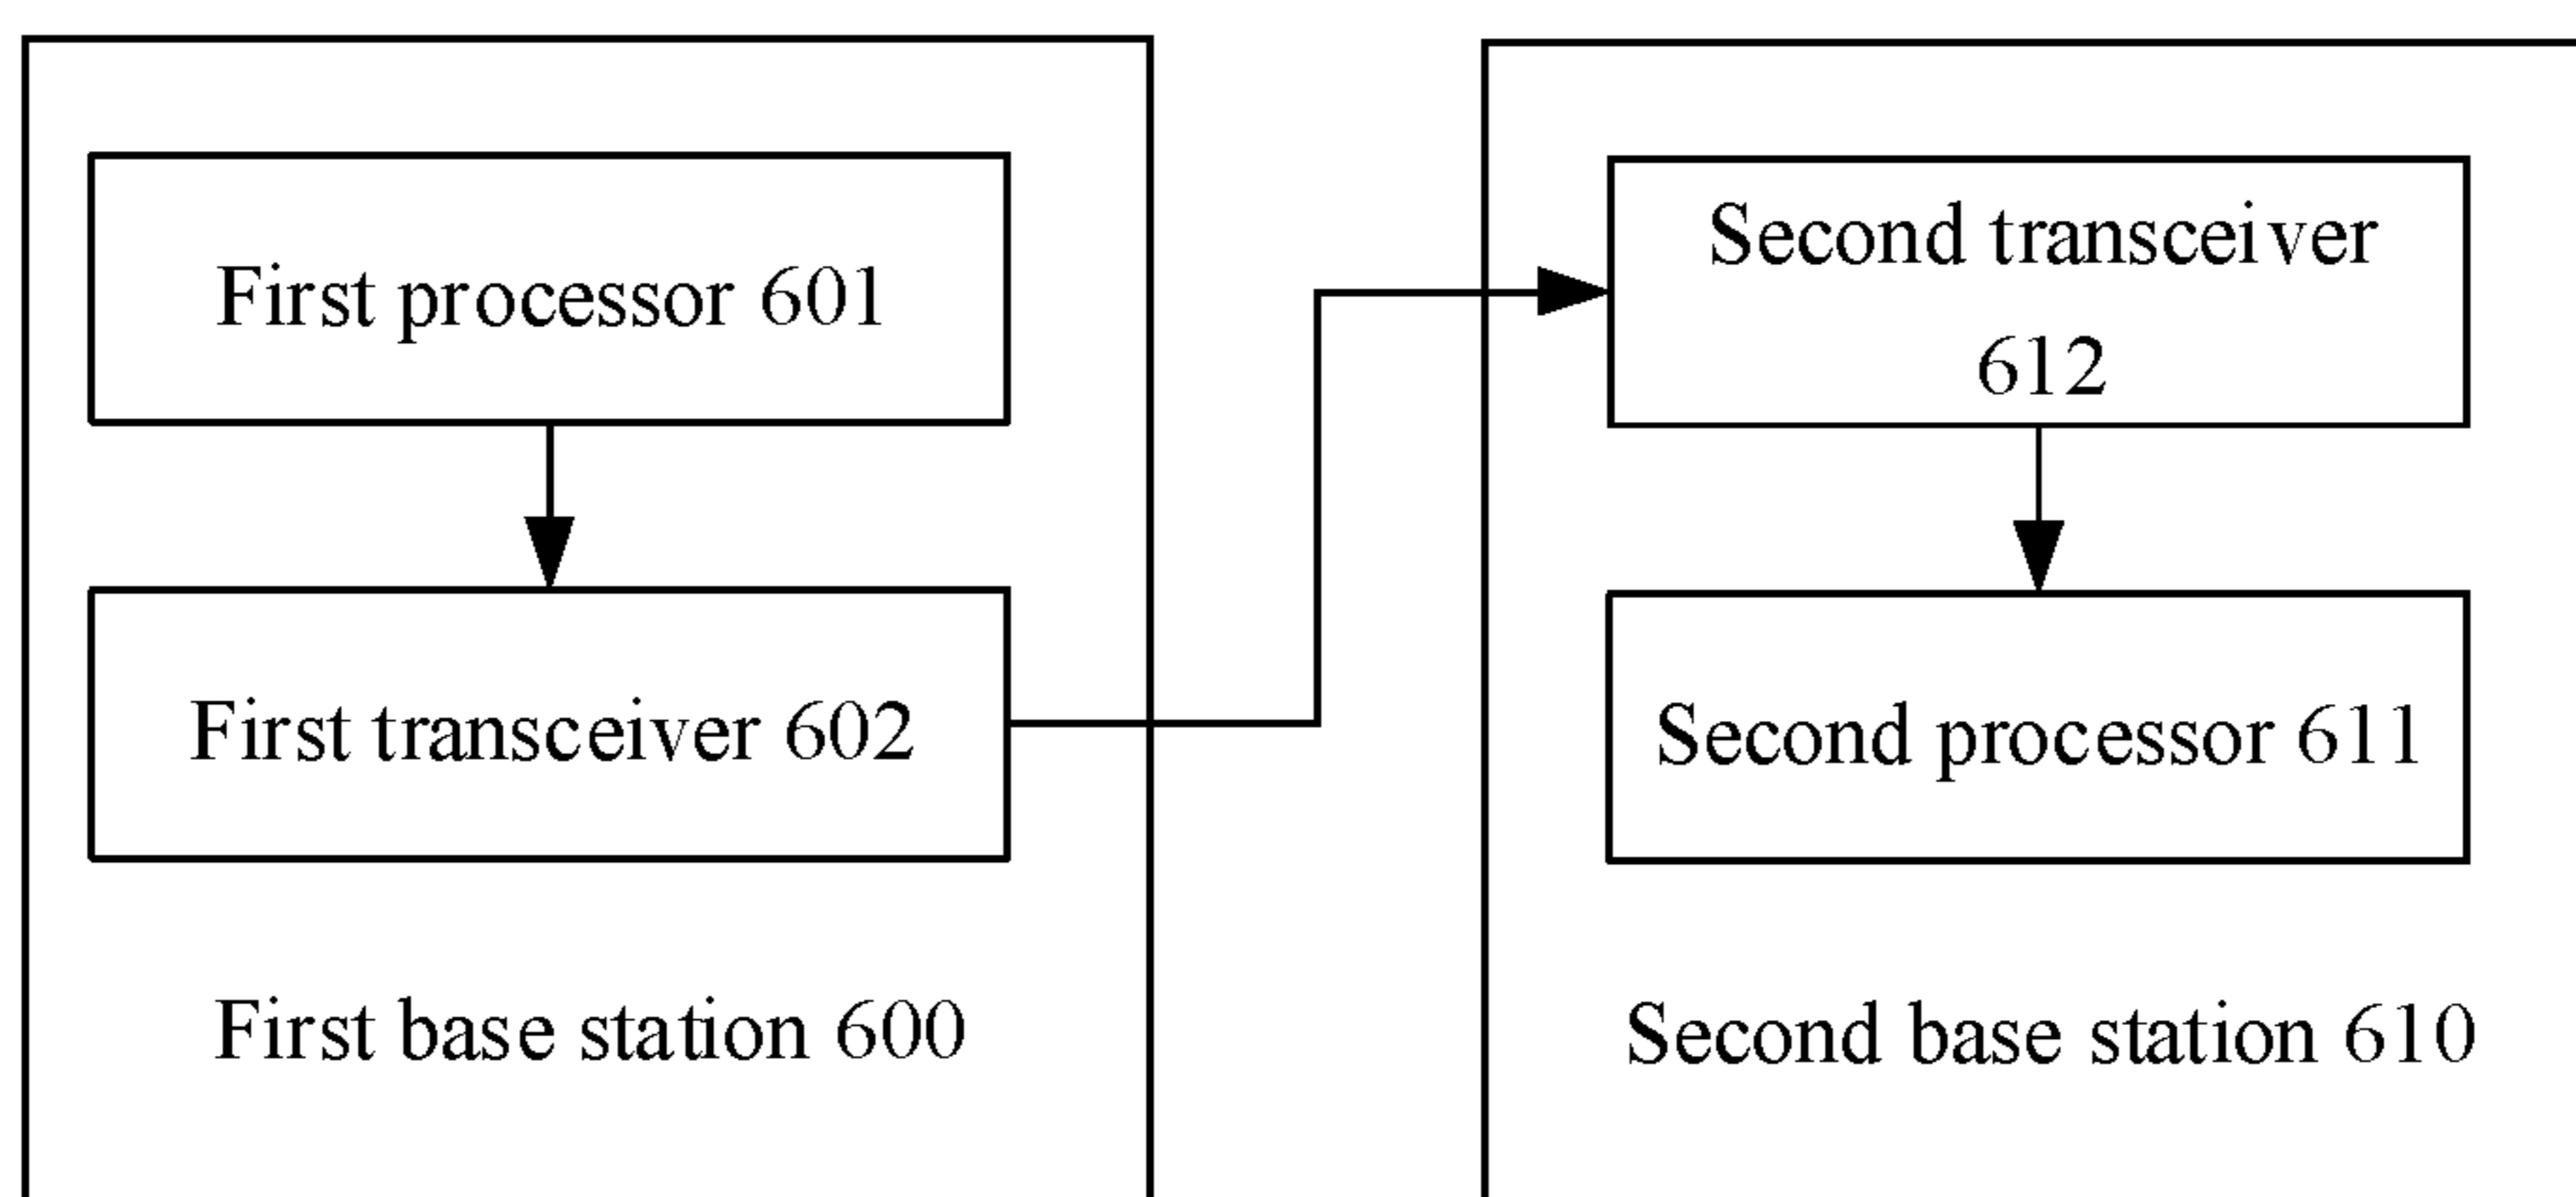 First processor 601
First transceiver 602
First base station 600
Second transceiver
612
Second processor 611
Second base station 610